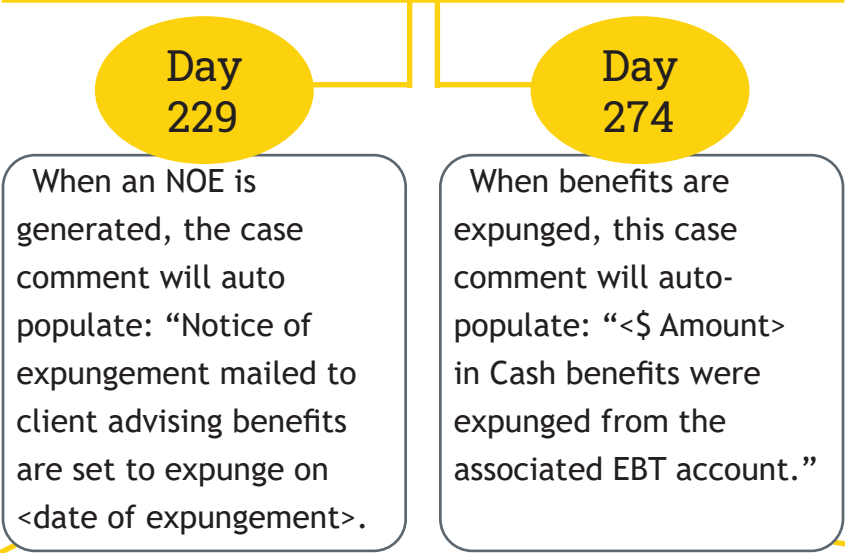 Day
229
When an NOE is
generated, the case
comment will auto
populate: “Notice of
expungement mailed to
client advising benefits
are set to expunge on
<date of expungement>.
Day
274
When benefits are
expunged, this case
comment will auto-
populate: “<$ Amount>
in Cash benefits were
expunged from the
associated EBT account.”